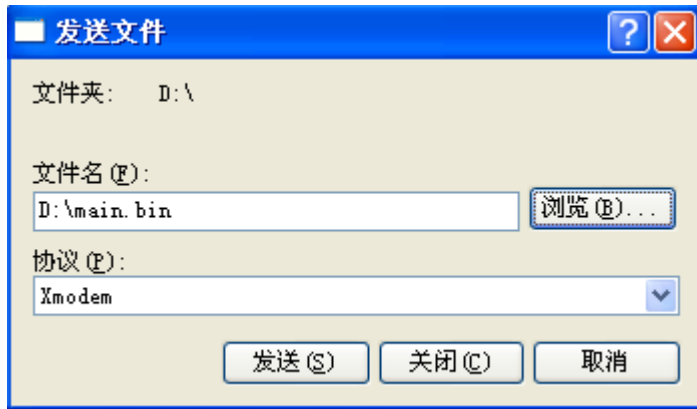 发送文件
文件夹: D:\
文件名(F):
D:\main.bin
浏览(B)...
协议(P):
Xmodem
发送(S) 关闭(C) 取消